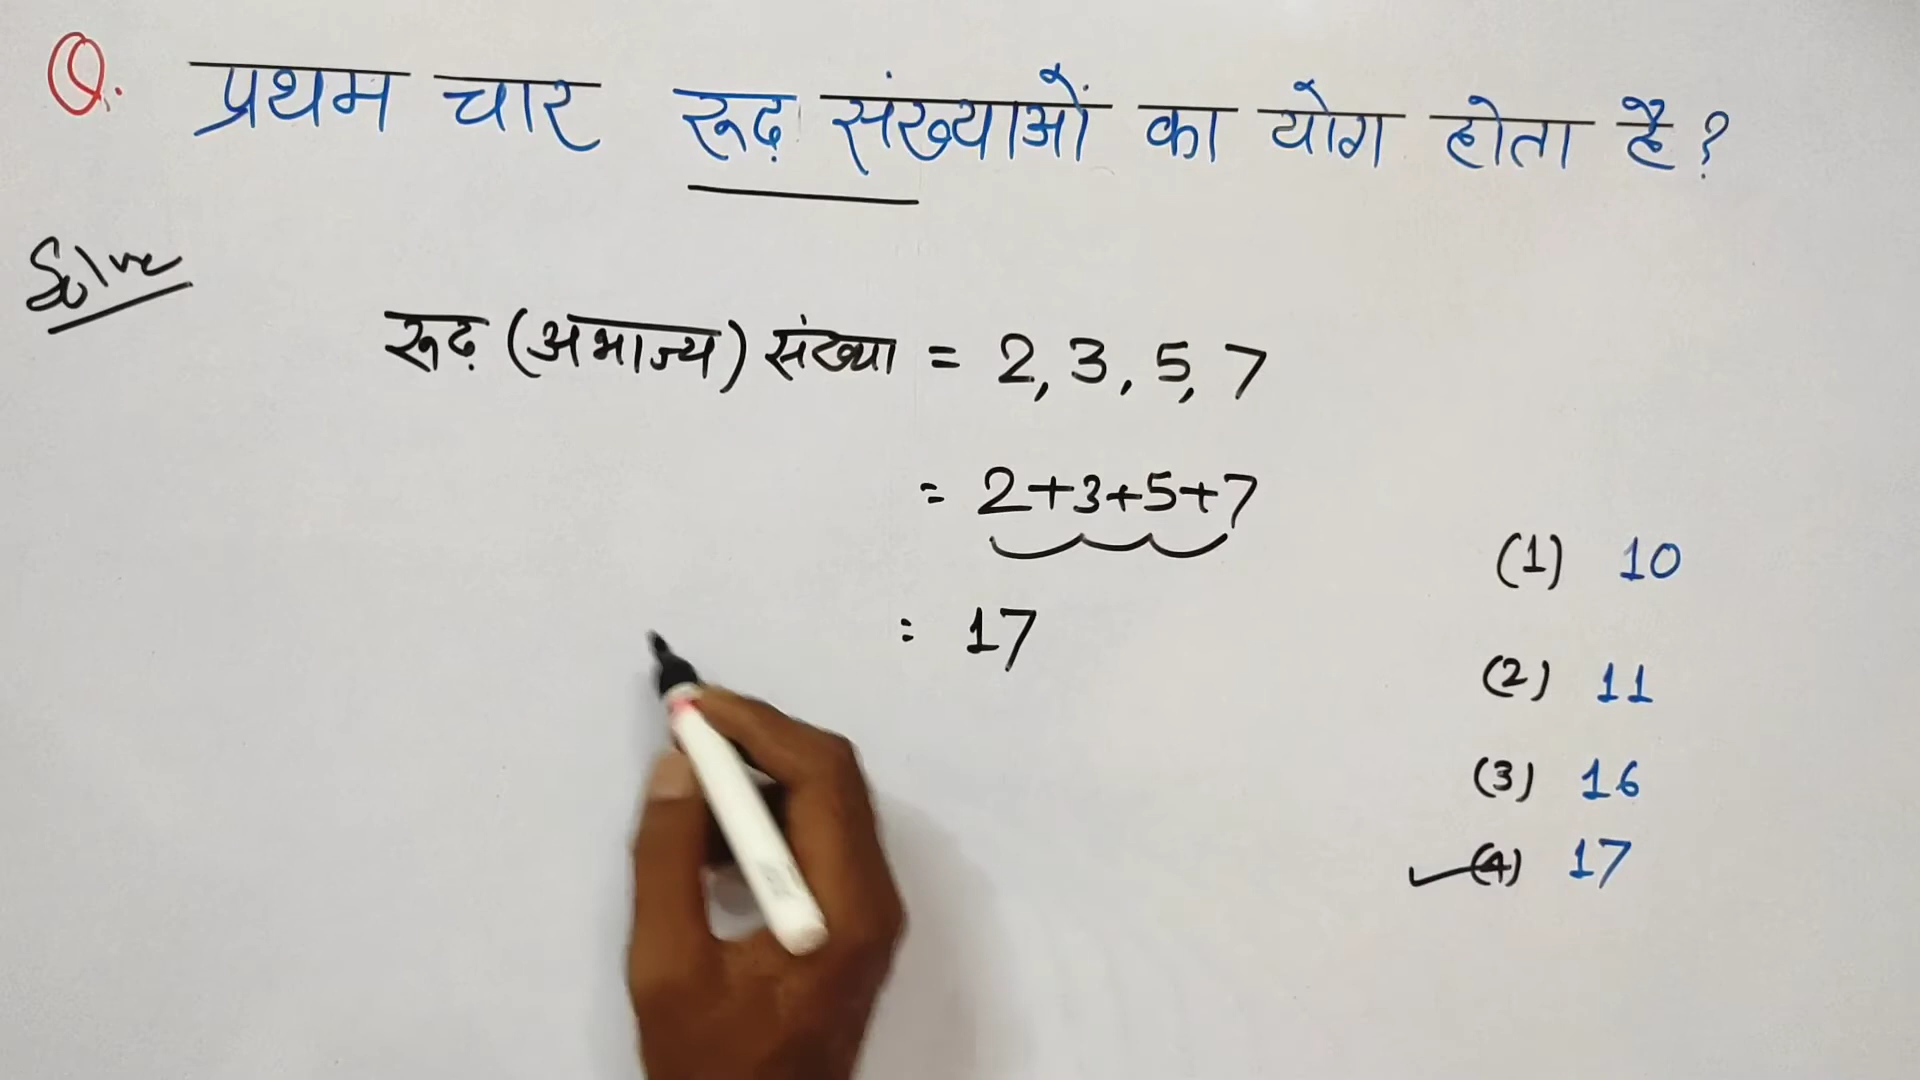 Q. प्रथम चार रूढ़ संख्याओं का योग होता है?
Solve
रूढ़ (अभाज्य) संख्या = 2, 3, 5, 7
= 2+3+5+7
= 17
(1) 10
(2) 11
(3) 16
(4) 17